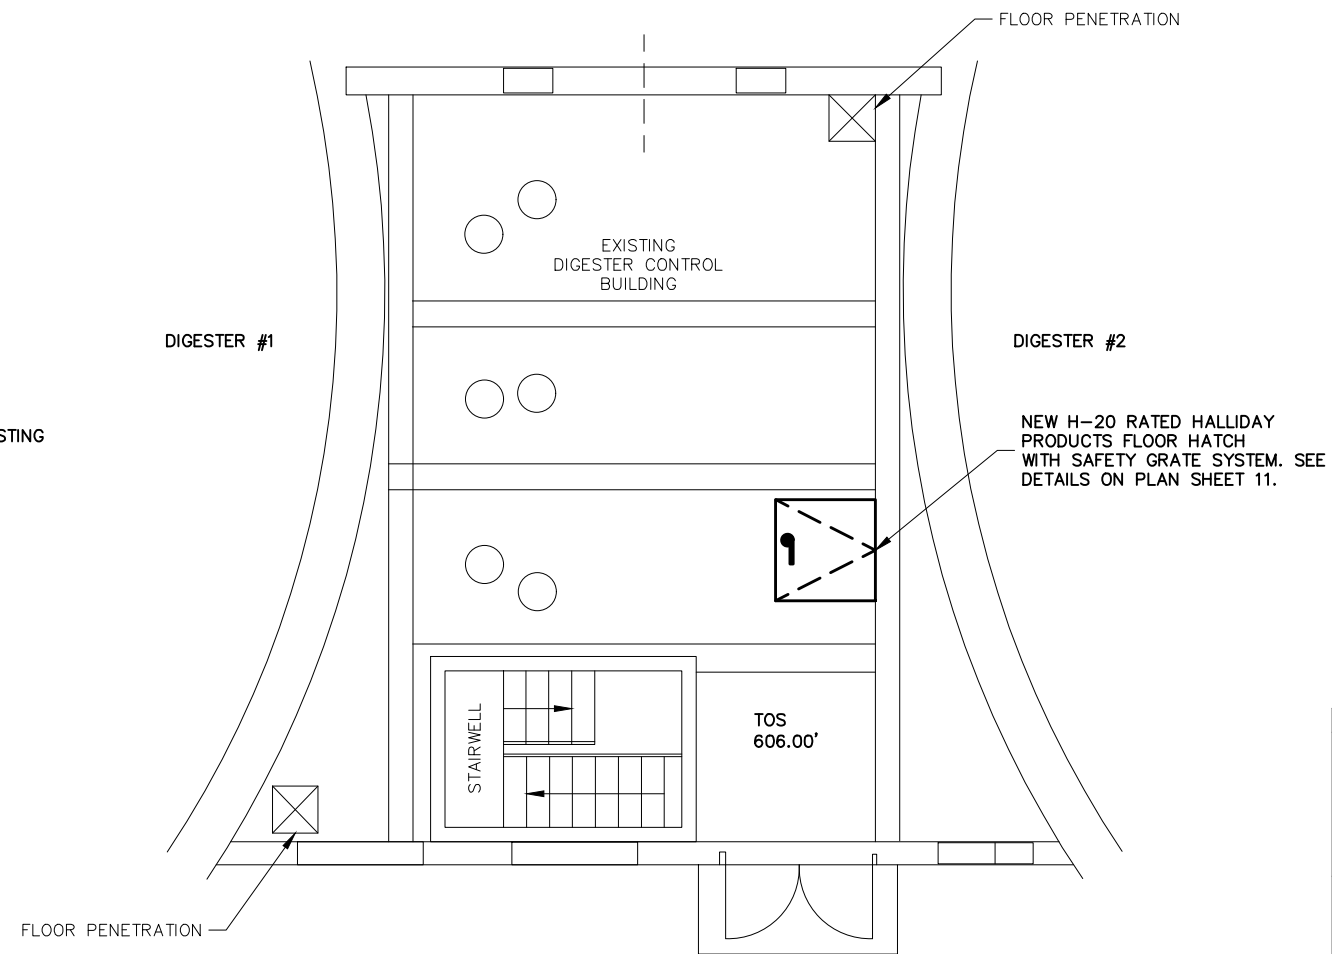 FLOOR PENETRATION
EXISTING
DIGESTER CONTROL
BUILDING
DIGESTER #1
DIGESTER #2
STING
NEW H-20 RATED HALLIDAY
PRODUCTS FLOOR HATCH
WITH SAFETY GRATE SYSTEM. SEE
DETAILS ON PLAN SHEET 11.
STAIRWELL
TOS
606.00'
FLOOR PENETRATION